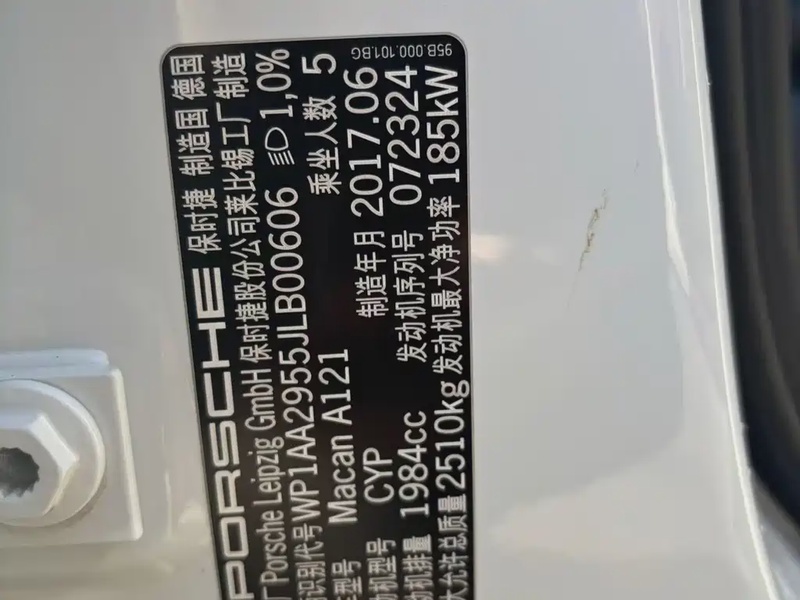 95B.000.101.BG
PORSCHE 保时捷 制造国 德国
厂 Porsche Leipzig GmbH 保时捷股份公司莱比锡工厂制造
识别代号 WP1AA2955JLB00606 1,0%
型号 Macan A121 乘坐人数 5
动机型号 CYP 制造年月 2017.06
动机排量 1984cc 发动机序列号 072324
大允许总质量 2510kg 发动机最大净功率 185kW